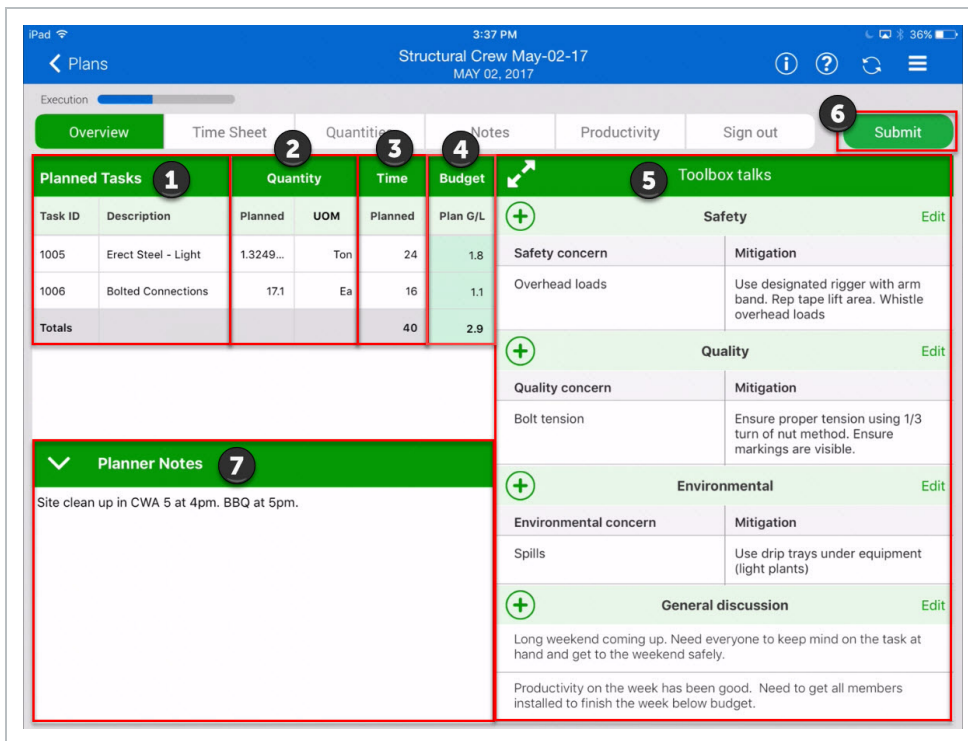 iPad 3:37 PM 36%
Plans
Structural Crew May-02-17
MAY 02, 2017
Execution
Overview Time Sheet Quantities Notes Productivity Sign out Submit
6
2 3 4
Planned Tasks 1 Quantity Time Budget 5 Toolbox talks
Task ID Description Planned UOM Planned Plan G/L
1005 Erect Steel - Light 1.3249... Ton 24 1.8
1006 Bolted Connections 17.1 Ea 16 1.1
Totals 40 2.9
Safety Edit
Safety concern Mitigation
Overhead loads Use designated rigger with arm
band. Rep tape lift area. Whistle
overhead loads
Quality Edit
Quality concern Mitigation
Bolt tension Ensure proper tension using 1/3
turn of nut method. Ensure
markings are visible.
Environmental Edit
Environmental concern Mitigation
Spills Use drip trays under equipment
(light plants)
General discussion Edit
Long weekend coming up. Need everyone to keep mind on the task at
hand and get to the weekend safely.
Productivity on the week has been good. Need to get all members
installed to finish the week below budget.
Planner Notes 7
Site clean up in CWA 5 at 4pm. BBQ at 5pm.